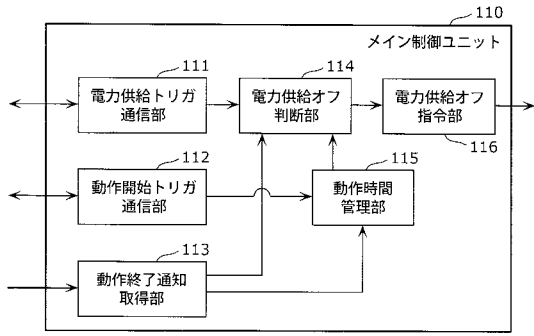 110
メイン制御ユニット
111
電力供給トリガ
通信部
114
電力供給オフ
判断部
電力供給オフ
指令部
116
112
動作開始トリガ
通信部
115
動作時間
管理部
113
動作終了通知
取得部